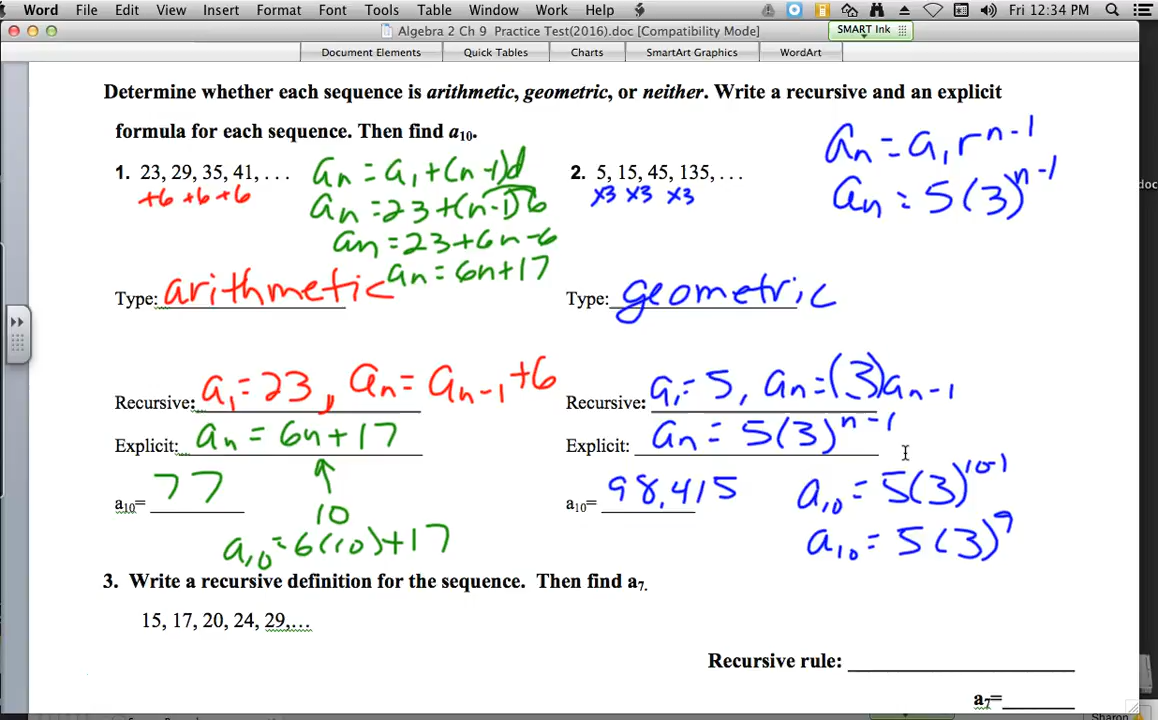 Word File Edit View Insert Format Font Tools Table Window Work Help Fri 12:34 PM
Algebra 2 Ch 9 Practice Test(2016).doc [Compatibility Mode]
SMART Ink
Document Elements Quick Tables Charts SmartArt Graphics WordArt
Determine whether each sequence is arithmetic, geometric, or neither. Write a recursive and an explicit
formula for each sequence. Then find a₁₀.
1. 23, 29, 35, 41, . . .
+6 +6 +6
aₙ = a₁ + (n-1)d
aₙ = 23 + (n-1)6
aₙ = 23 + 6n - 6
aₙ = 6n + 17
Type: arithmetic
Recursive: a₁ = 23, aₙ = aₙ₋₁ + 6
Explicit: aₙ = 6n + 17
a₁₀= 77
10
a₁₀ = 6(10) + 17
2. 5, 15, 45, 135, . . .
x3 x3 x3
aₙ = a₁ rⁿ⁻¹
aₙ = 5(3)ⁿ⁻¹
Type: geometric
Recursive: a₁ = 5, aₙ = (3)aₙ₋₁
Explicit: aₙ = 5(3)ⁿ⁻¹
a₁₀= 98,415
a₁₀ = 5(3)¹⁰⁻¹
a₁₀ = 5(3)⁹
3. Write a recursive definition for the sequence. Then find a₇.
15, 17, 20, 24, 29,...
Recursive rule:
a₇=
doc
Sharon